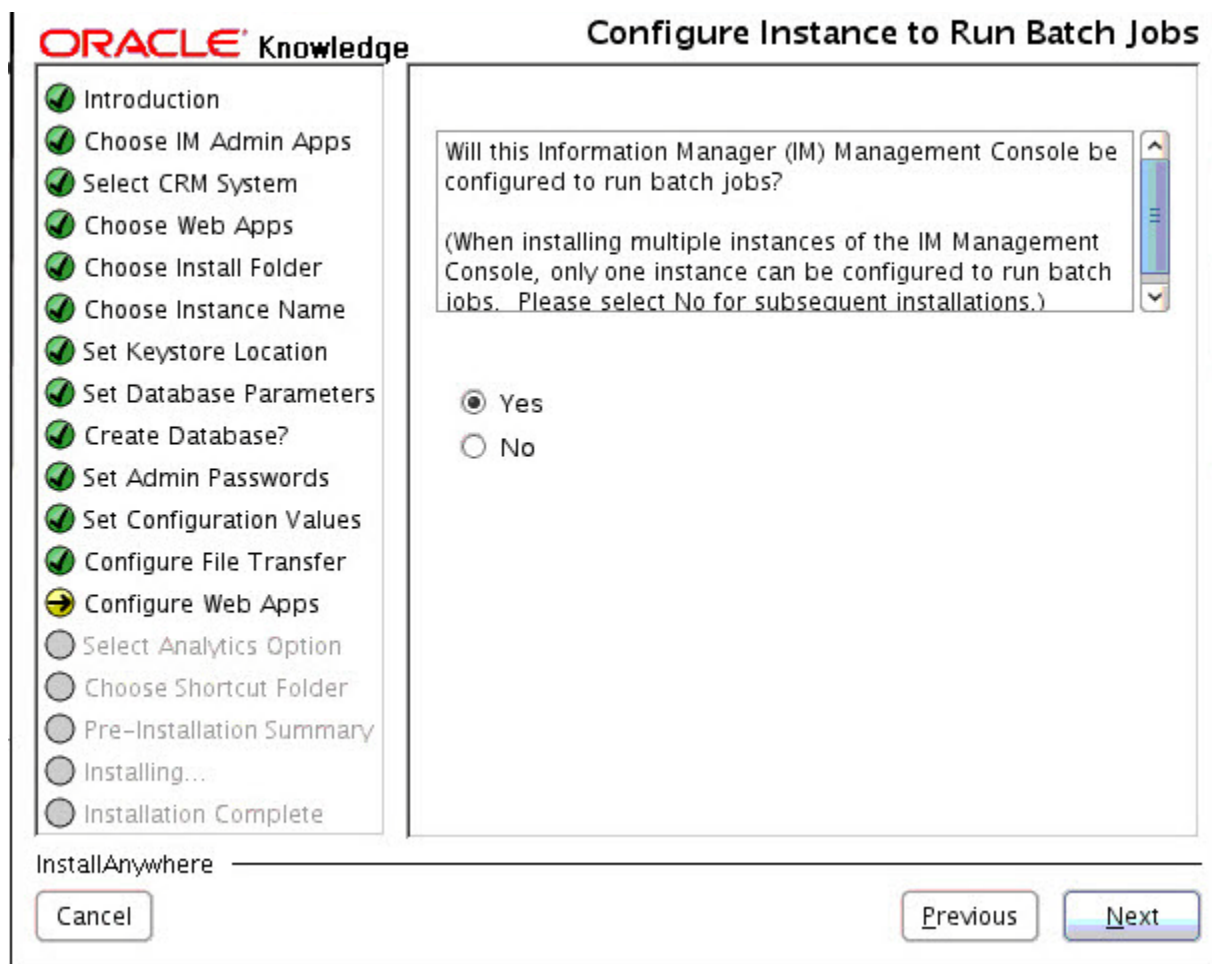 ORACLE Knowledge
Configure Instance to Run Batch Jobs
Introduction
Choose IM Admin Apps
Select CRM System
Choose Web Apps
Choose Install Folder
Choose Instance Name
Set Keystore Location
Set Database Parameters
Create Database?
Set Admin Passwords
Set Configuration Values
Configure File Transfer
Configure Web Apps
Select Analytics Option
Choose Shortcut Folder
Pre-Installation Summary
Installing...
Installation Complete
Will this Information Manager (IM) Management Console be
configured to run batch jobs?
(When installing multiple instances of the IM Management
Console, only one instance can be configured to run batch
jobs. Please select No for subsequent installations.)
Yes
No
InstallAnywhere
Cancel
Previous
Next